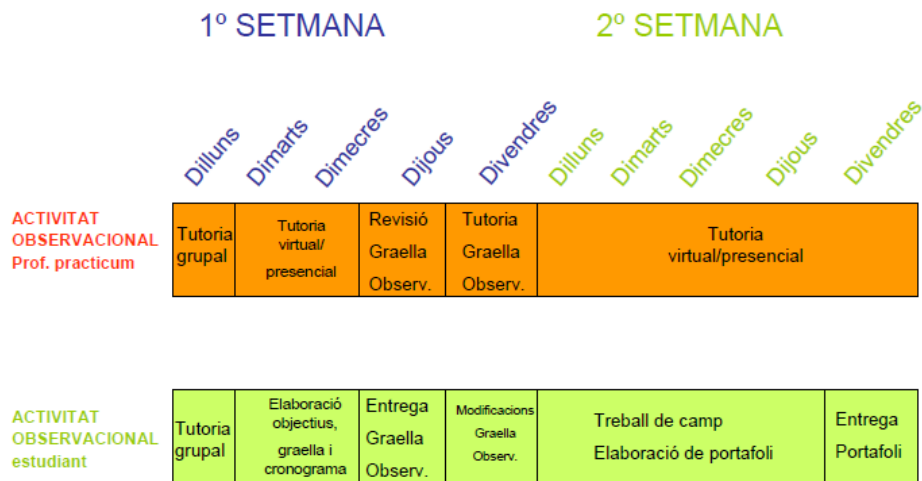 1º SETMANA
2º SETMANA
Dilluns
Dimarts
Dimecres
Dijous
Divendres
Dilluns
Dimarts
Dimecres
Dijous
Divendres
ACTIVITAT
OBSERVACIONAL
Prof. practicum
Tutoria
grupal
Tutoria
virtual/
presencial
Revisió
Graella
Observ.
Tutoria
Graella
Observ.
Tutoria
virtual/presencial
ACTIVITAT
OBSERVACIONAL
estudiant
Tutoria
grupal
Elaboració
objectius,
graella i
cronograma
Entrega
Graella
Observ.
Modificacions
Graella
Observ.
Treball de camp
Elaboració de portafoli
Entrega
Portafoli